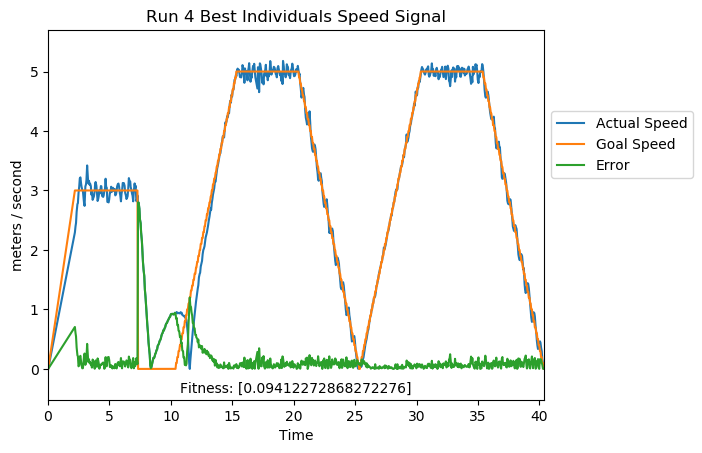 Run 4 Best Individuals Speed Signal
meters / second
5
4
3
2
1
0
Actual Speed
Goal Speed
Error
Fitness: [0.09412272868272276]
0 5 10 15 20 25 30 35 40
Time